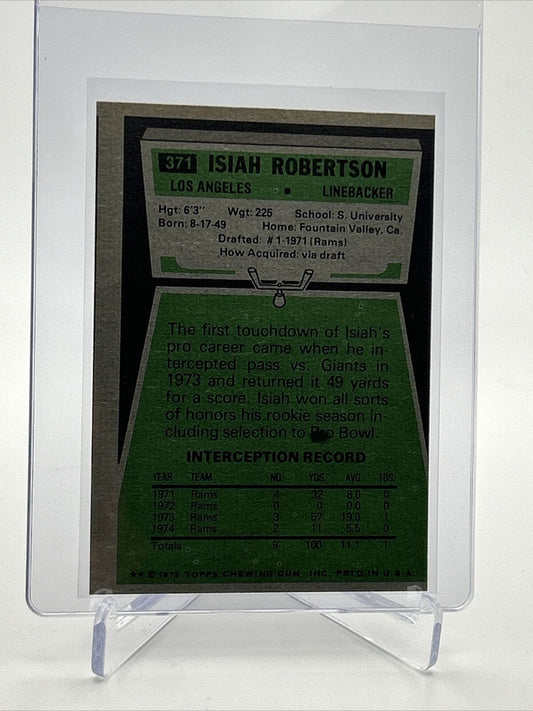 371 ISIAH ROBERTSON
LOS ANGELES • LINEBACKER
Hgt: 6'3" Wgt: 225 School: S. University
Born: 8-17-49 Home: Fountain Valley, Ca.
Drafted: #1-1971 (Rams)
How Acquired: via draft
The first touchdown of Isiah's
pro career came when he in-
tercepted pass vs. Giants in
1973 and returned it 49 yards
for a score. Isiah won all sorts
of honors his rookie season in-
cluding selection to Pro Bowl.
INTERCEPTION RECORD
YEAR TEAM NO. YDS. AVG. TDS.
1971 Rams 4 32 8.0 0
1972 Rams 0 0 0.0 0
1973 Rams 3 57 19.0 1
1974 Rams 2 11 5.5 0
Totals 9 100 11.1 1
★★ © 1975 TOPPS CHEWING GUM, INC. PRTD IN U.S.A.